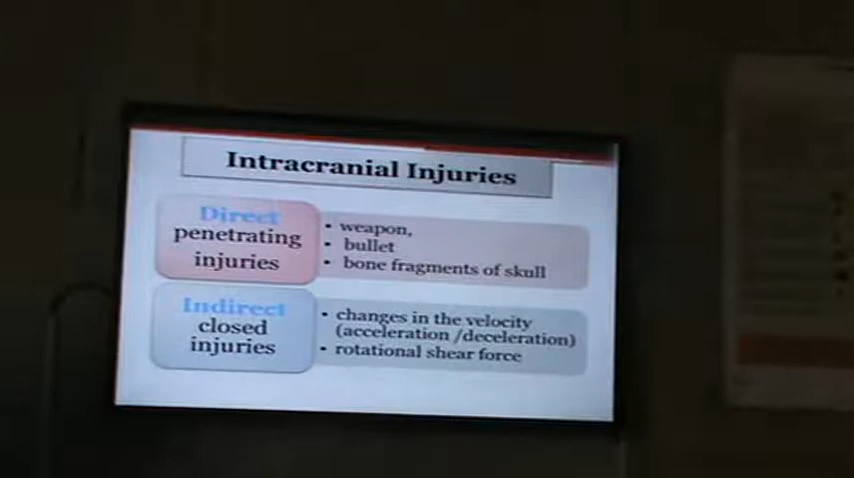 Intracranial Injuries
Direct
penetrating
injuries
• weapon,
• bullet
• bone fragments of skull
Indirect
closed
injuries
• changes in the velocity
(acceleration /deceleration)
• rotational shear force